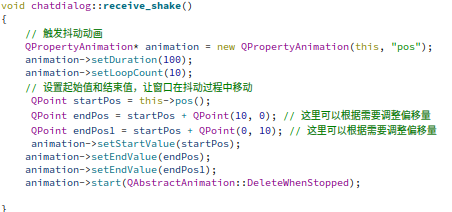 void chatdialog::receive_shake()
{
    // 触发抖动动画
    QPropertyAnimation* animation = new QPropertyAnimation(this, "pos");
    animation->setDuration(100);
    animation->setLoopCount(10);
    // 设置起始值和结束值，让窗口在抖动过程中移动
     QPoint startPos = this->pos();
     QPoint endPos = startPos + QPoint(10, 0); // 这里可以根据需要调整偏移量
     QPoint endPos1 = startPos + QPoint(0, 10); // 这里可以根据需要调整偏移量
     animation->setStartValue(startPos);
    animation->setEndValue(endPos);
    animation->setEndValue(endPos1);
    animation->start(QAbstractAnimation::DeleteWhenStopped);
}